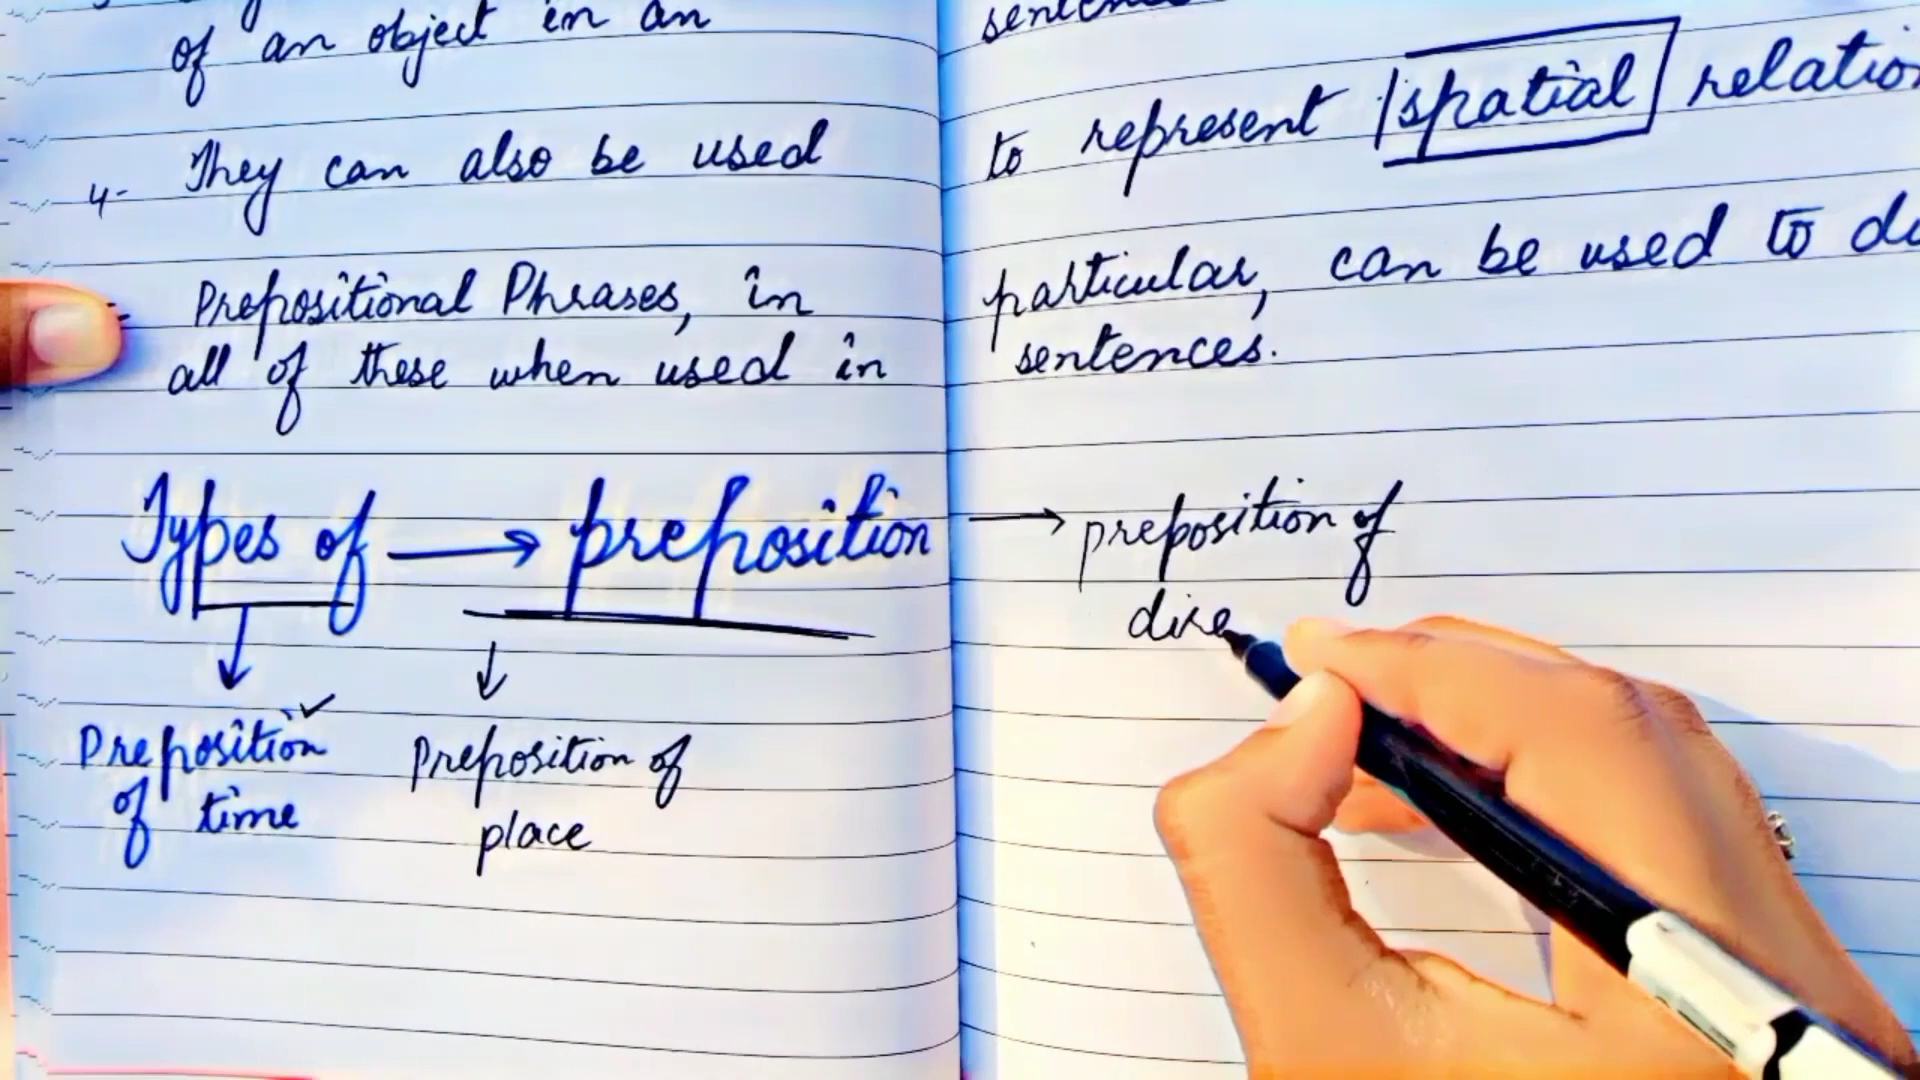 of an object in an
4- They can also be used to represent spatial
Prepositional Phrases, in particular, can be used to
all of these when used in sentences.
Types of → preposition → preposition of
dire
Preposition
of time
Preposition of
place